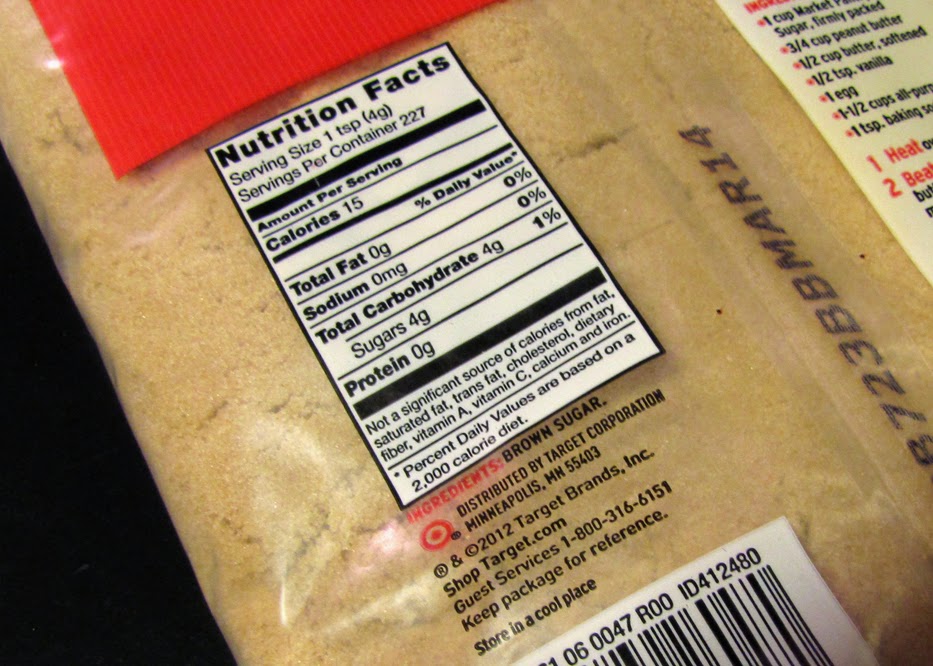 Nutrition Facts
Serving Size 1 tsp (4g)
Servings Per Container 227
Amount Per Serving
Calories 15
% Daily Value*
Total Fat 0g 0%
Sodium 0mg 0%
Total Carbohydrate 4g 1%
Sugars 4g
Protein 0g
Not a significant source of calories from fat,
saturated fat, trans fat, cholesterol, dietary
fiber, vitamin A, vitamin C, calcium and iron.
* Percent Daily Values are based on a
2,000 calorie diet.
INGREDIENTS: BROWN SUGAR.
DISTRIBUTED BY TARGET CORPORATION
® MINNEAPOLIS, MN 55403
® & ©2012 Target Brands, Inc.
Shop Target.com
Guest Services 1-800-316-6151
Keep package for reference.
Store in a cool place
06 0047 R00 ID412480
8723BBMAR14
•1 cup Market
Sugar, firmly packed
•3/4 cup peanut butter
•1/2 cup butter, softened
•1/2 tsp. vanilla
•1 egg
•1-1/2 cups
•1 tsp. baking
1 Heat
2